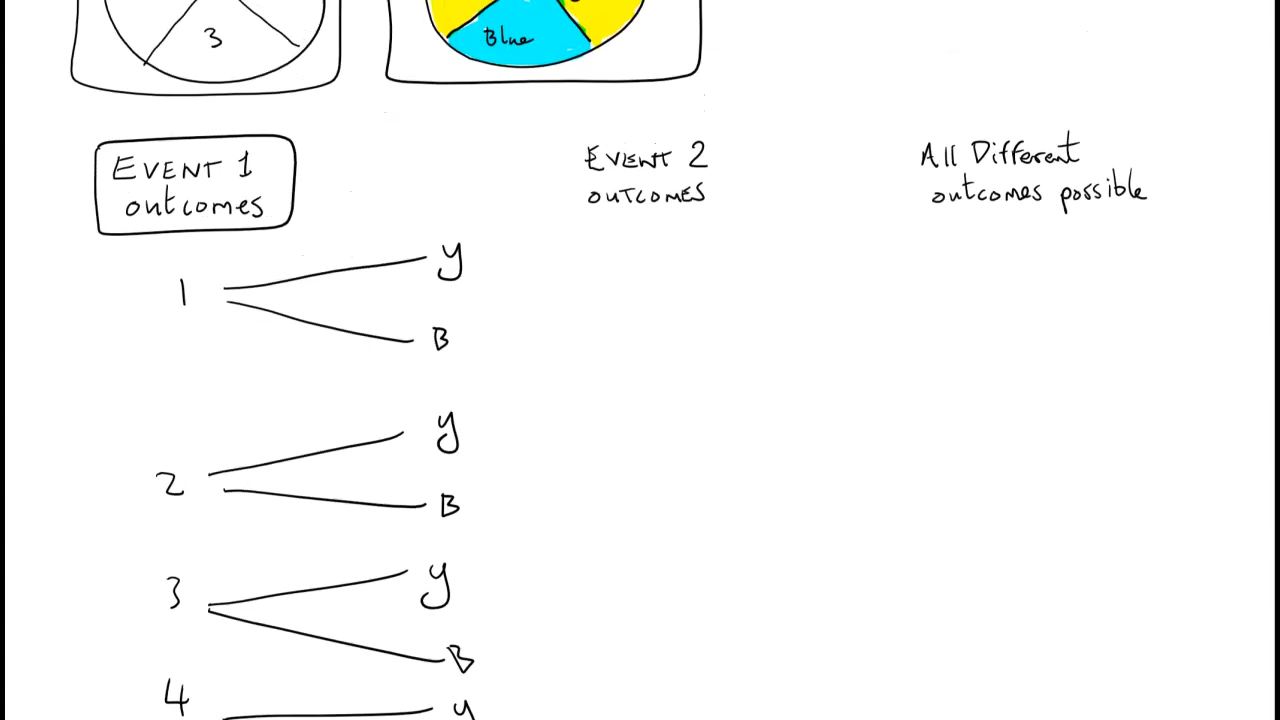 3
Blue
EVENT 1
outcomes
EVENT 2
OUTCOMES
All Different
outcomes possible
y
1
B
y
2
B
y
3
B
4
y